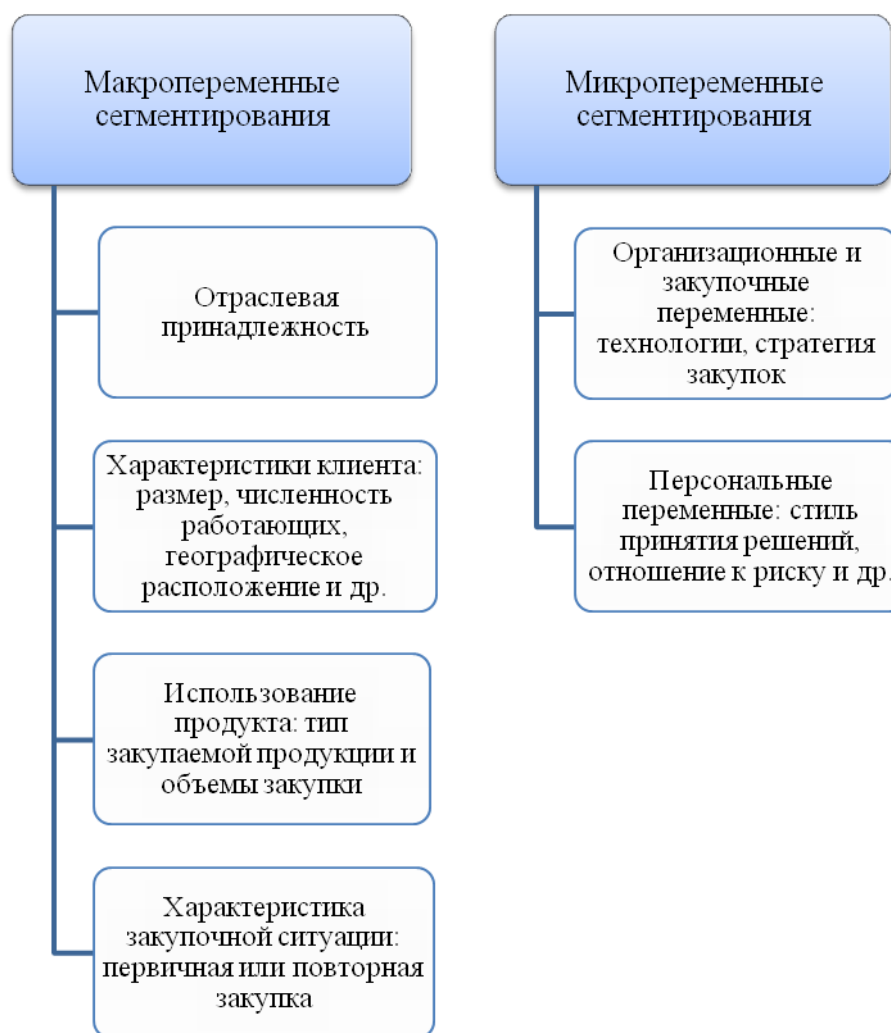 Макропеременные
сегментирования
Отраслевая
принадлежность
Характеристики клиента:
размер, численность
работающих,
географическое
расположение и др.
Использование
продукта: тип
закупаемой продукции и
объемы закупки
Характеристика
закупочной ситуации:
первичная или повторная
закупка
Микропеременные
сегментирования
Организационные и
закупочные
переменные:
технологии, стратегия
закупок
Персональные
переменные: стиль
принятия решений,
отношение к риску и др.